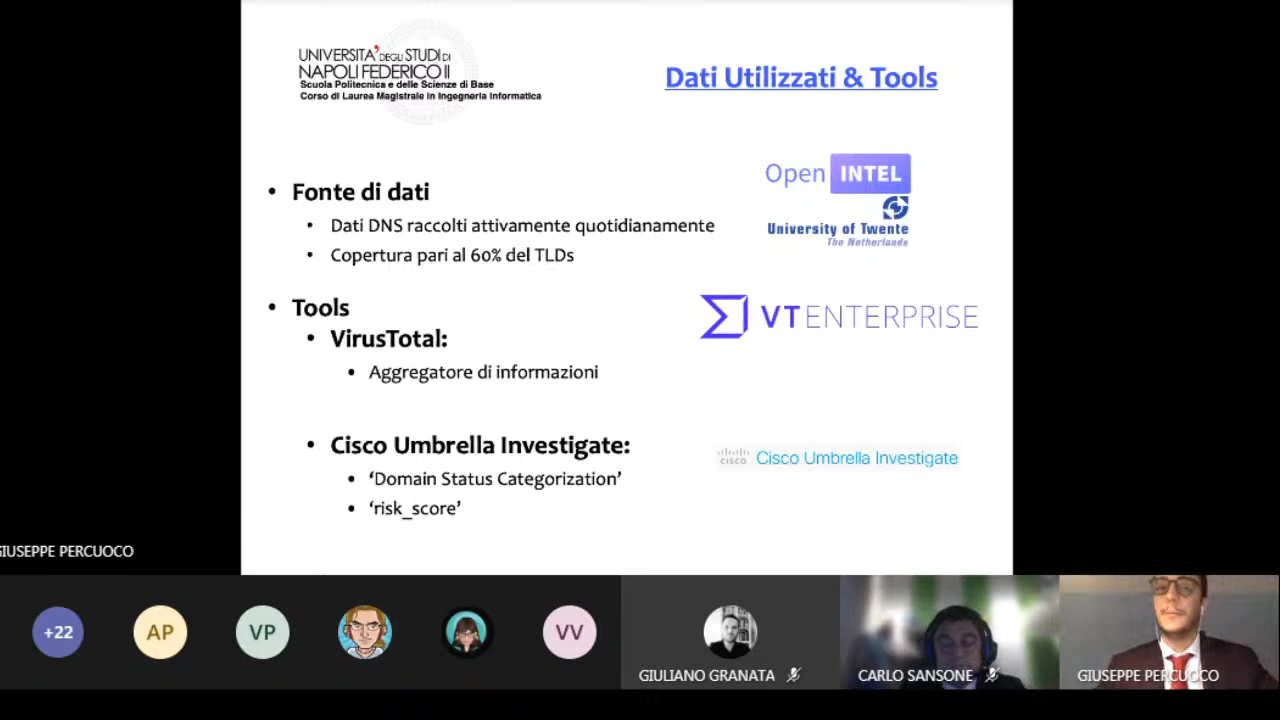 UNIVERSITA' DEGLI STUDI DI
NAPOLI FEDERICO II
Scuola Politecnica e delle Scienze di Base
Corso di Laurea Magistrale in Ingegneria Informatica
Dati Utilizzati & Tools
Open INTEL
University of Twente
The Netherlands
• Fonte di dati
• Dati DNS raccolti attivamente quotidianamente
• Copertura pari al 60% del TLDs
• Tools
VTENTERPRISE
• VirusTotal:
• Aggregatore di informazioni
• Cisco Umbrella Investigate:
cisco Cisco Umbrella Investigate
• ‘Domain Status Categorization’
• ‘risk_score’
GIUSEPPE PERCUOCO
+22
AP
VP
VV
GIULIANO GRANATA
CARLO SANSONE
GIUSEPPE PERCUOCO